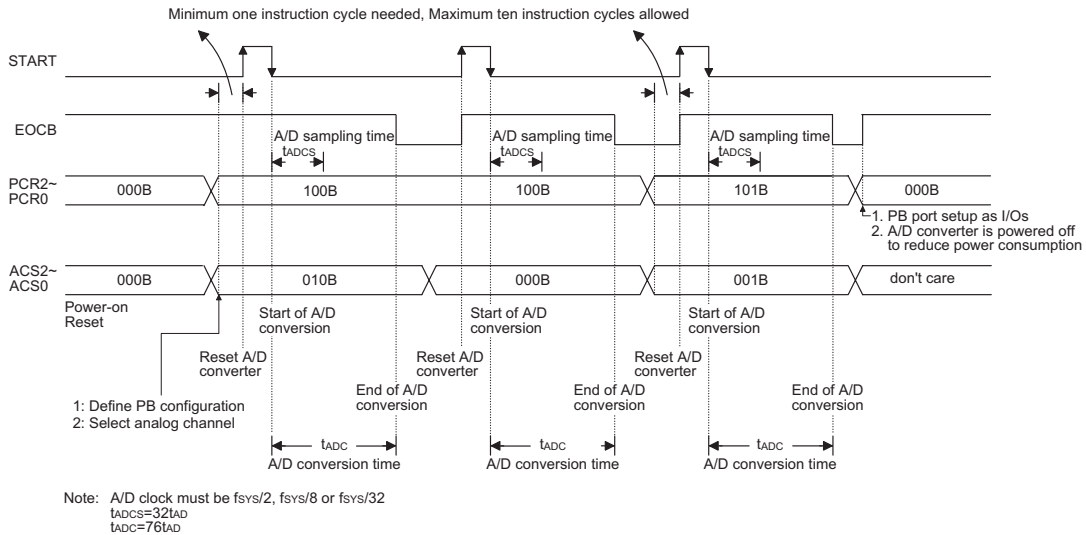 Minimum one instruction cycle needed, Maximum ten instruction cycles allowed
START
EOCB
A/D sampling time
tADCS
A/D sampling time
tADCS
A/D sampling time
tADCS
PCR2~
PCR0
000B
100B
100B
101B
000B
1. PB port setup as I/Os
2. A/D converter is powered off
to reduce power consumption
ACS2~
ACS0
000B
010B
000B
001B
don't care
Power-on
Reset
Start of A/D
conversion
Start of A/D
conversion
Start of A/D
conversion
Reset A/D
converter
Reset A/D
converter
Reset A/D
converter
End of A/D
conversion
End of A/D
conversion
End of A/D
conversion
1: Define PB configuration
2: Select analog channel
tADC
A/D conversion time
tADC
A/D conversion time
tADC
A/D conversion time
Note: A/D clock must be fSYS/2, fSYS/8 or fSYS/32
tADCS=32tAD
tADC=76tAD